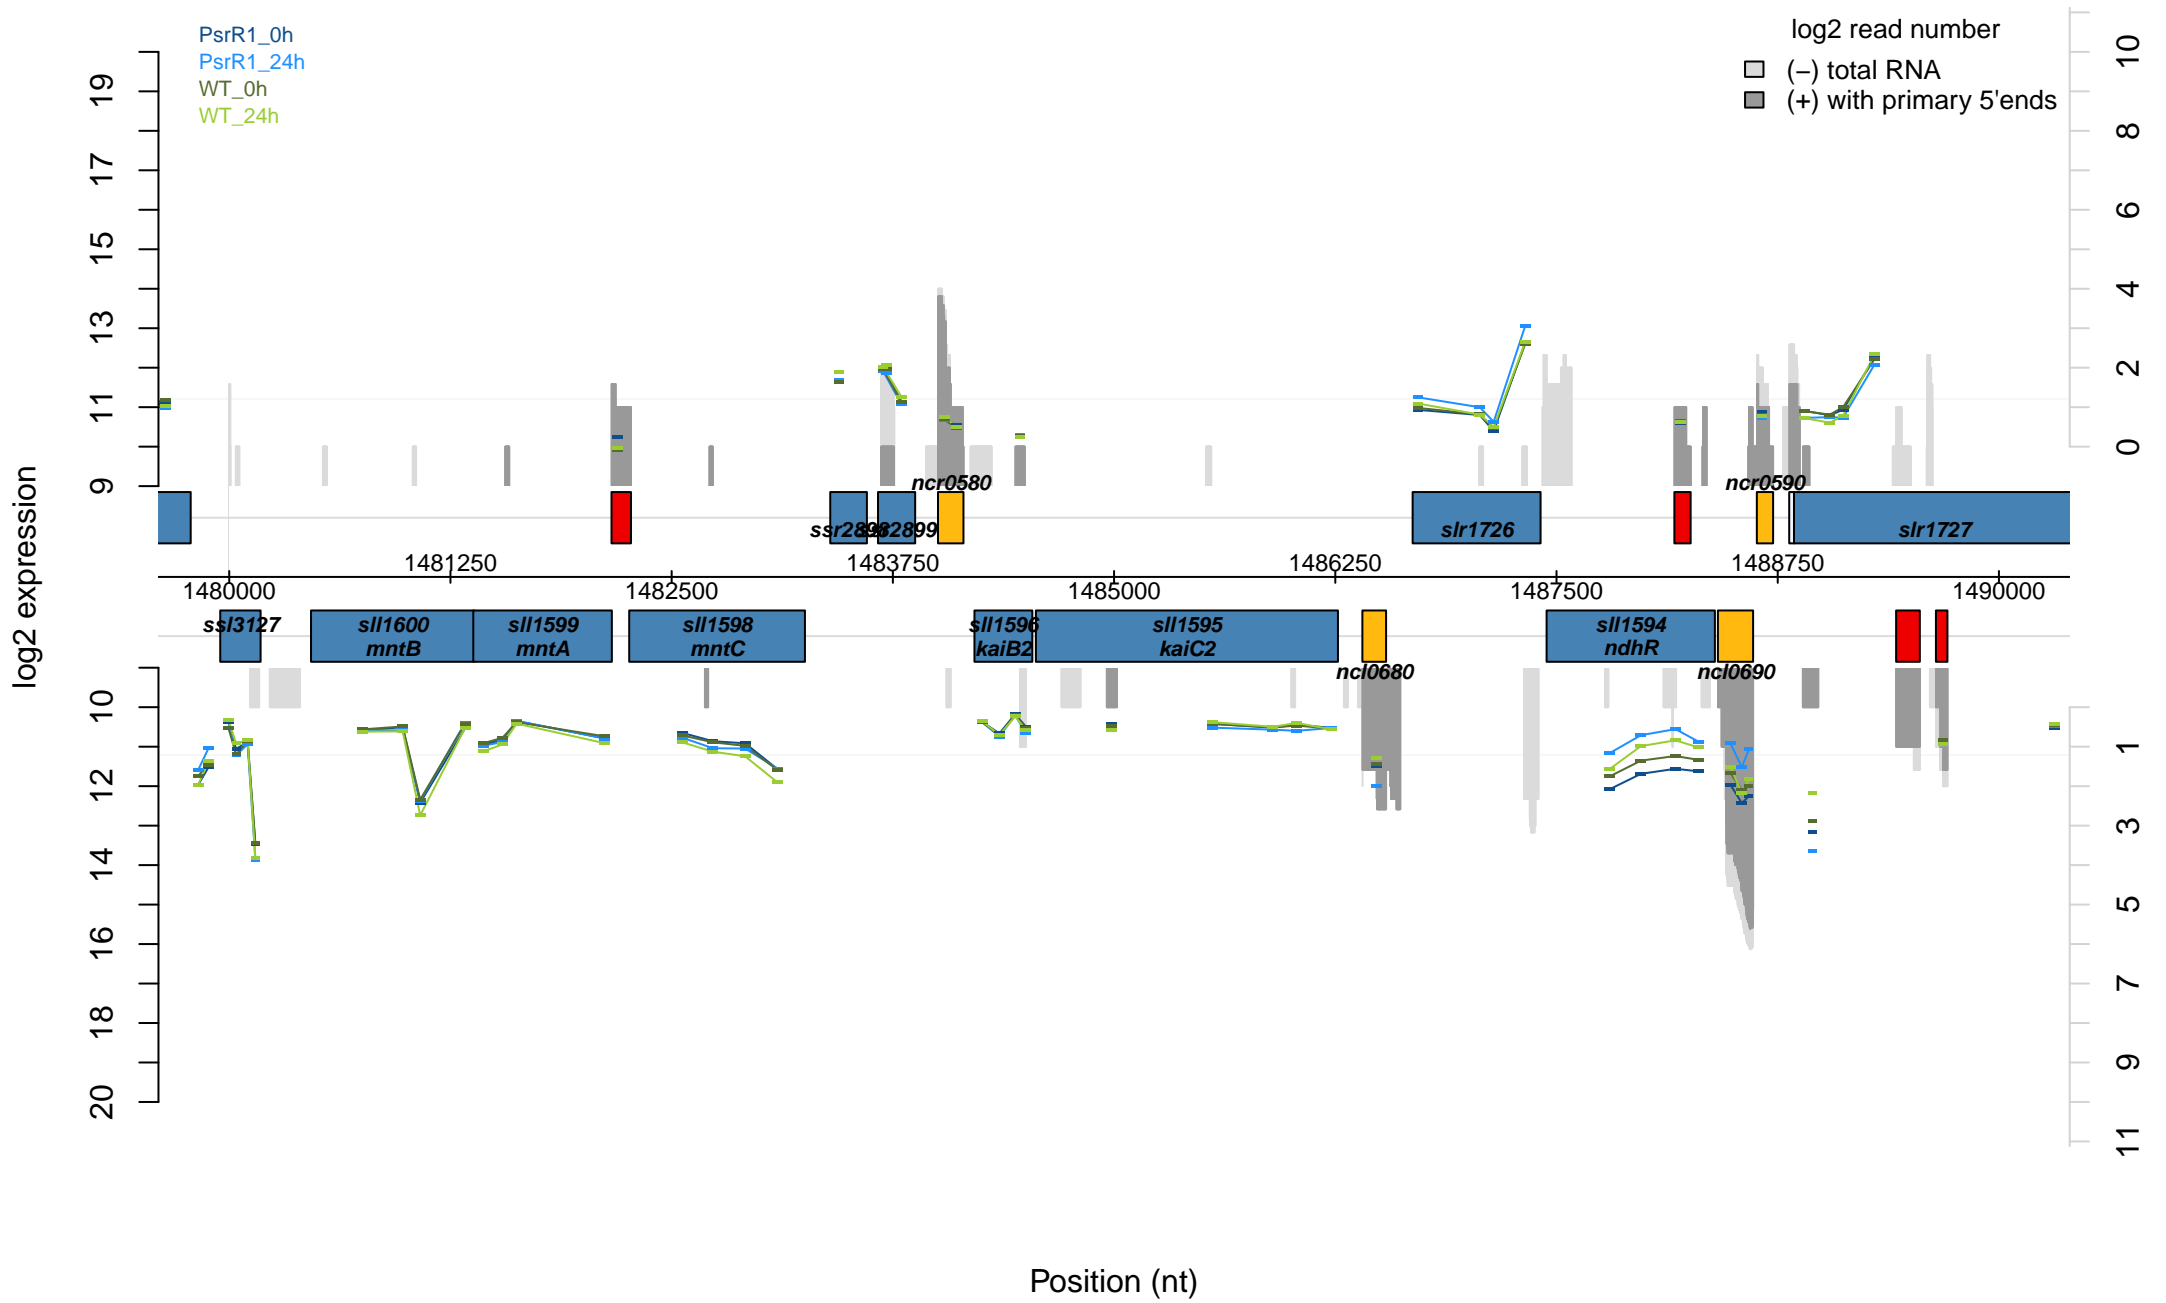 PsrR1_0h
PsrR1_24h
WT_0h
WT_24h
log2 read number
(−) total RNA
(+) with primary 5'ends
19
17
15
13
11
9
10
8
6
4
2
0
log2 expression
ncr0580
ncr0590
ssr2898
ssr2899
slr1726
slr1727
1481250
1483750
1486250
1488750
1480000
1482500
1485000
1487500
1490000
ssl3127
sll1600
mntB
sll1599
mntA
sll1598
mntC
sll1596
kaiB2
sll1595
kaiC2
sll1594
ndhR
ncl0680
ncl0690
10
12
14
16
18
20
1
3
5
7
9
11
Position (nt)